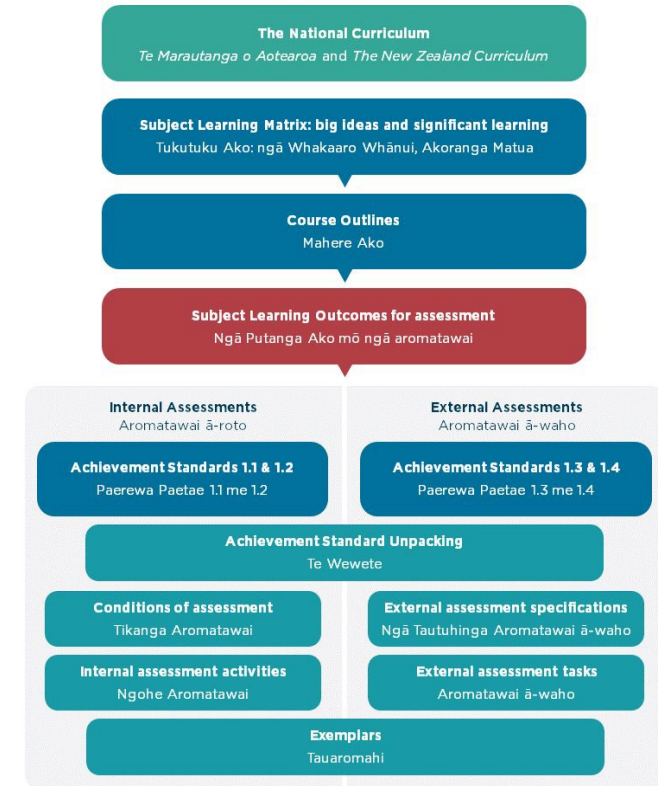 The National Curriculum
Te Marautanga o Aotearoa and The New Zealand Curriculum
Subject Learning Matrix: big ideas and significant learning
Tukutuku Ako: ngā Whakaaro Whānui, Akoranga Matua
Course Outlines
Mahere Ako
Subject Learning Outcomes for assessment
Ngā Putanga Ako mō ngā aromatawai
Internal Assessments
Aromatawai ā-roto
Achievement Standards 1.1 & 1.2
Paerewa Paetae 1.1 me 1.2
External Assessments
Aromatawai ā-waho
Achievement Standards 1.3 & 1.4
Paerewa Paetae 1.3 me 1.4
Achievement Standard Unpacking
Te Wewete
Conditions of assessment
Tikanga Aromatawai
External assessment specifications
Ngā Tautuhinga Aromatawai ā-waho
Internal assessment activities
Ngohe Aromatawai
External assessment tasks
Aromatawai ā-waho
Exemplars
Tauaromahi